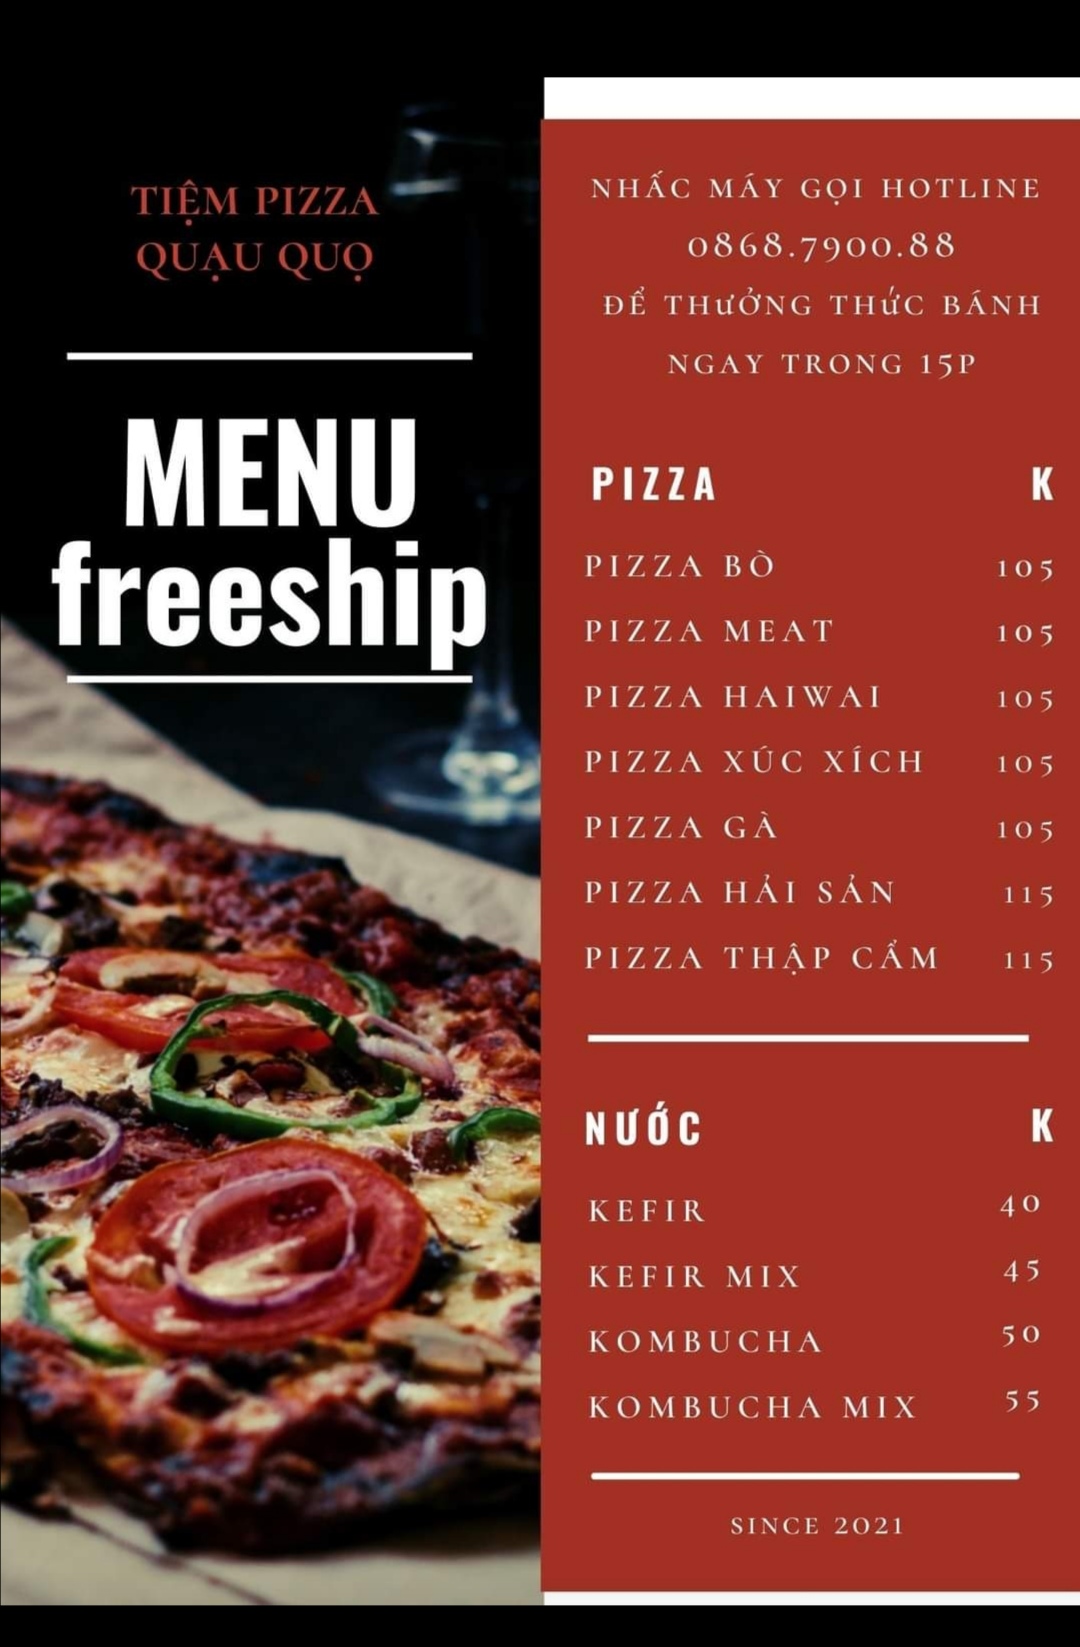 TIỆM PIZZA
QUẠU QUỌ
MENU
freeship
NHẤC MÁY GỌI HOTLINE
0868.7900.88
ĐỂ THƯỞNG THỨC BÁNH
NGAY TRONG 15P
PIZZA K
PIZZA BÒ 105
PIZZA MEAT 105
PIZZA HAIWAI 105
PIZZA XÚC XÍCH 105
PIZZA GÀ 105
PIZZA HẢI SẢN 115
PIZZA THẬP CẨM 115
NƯỚC K
KEFIR 40
KEFIR MIX 45
KOMBUCHA 50
KOMBUCHA MIX 55
SINCE 2021